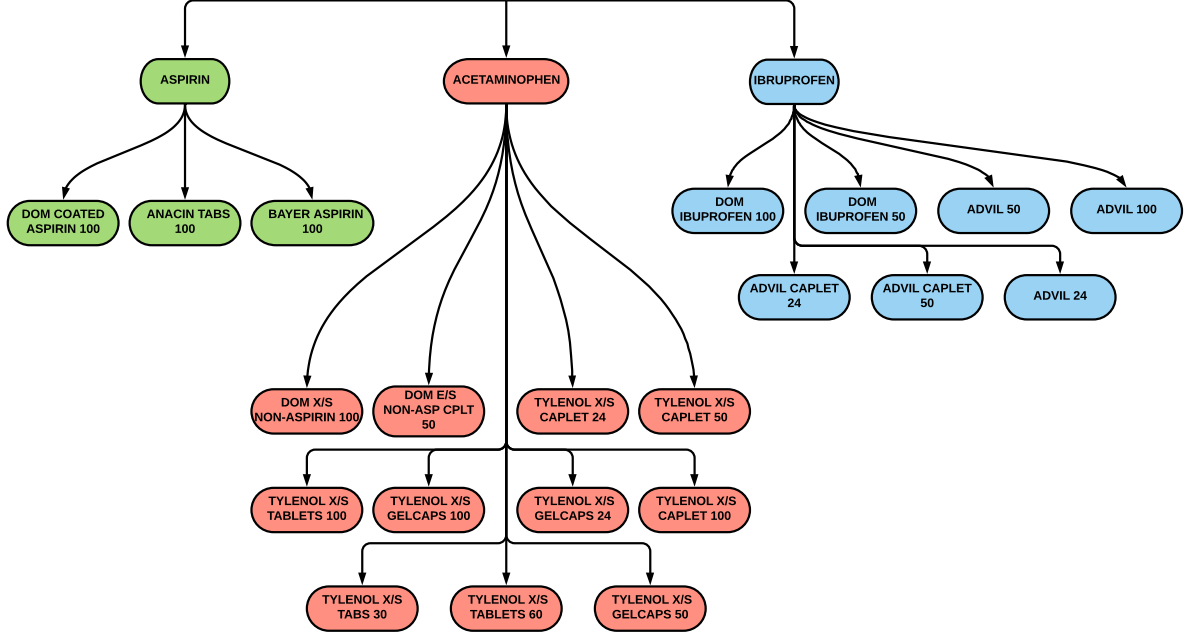 ASPIRIN
ACETAMINOPHEN
IBRUPROFEN
DOM COATED
ASPIRIN 100
ANACIN TABS
100
BAYER ASPIRIN
100
DOM
IBUPROFEN 100
DOM
IBUPROFEN 50
ADVIL 50
ADVIL 100
ADVIL CAPLET
24
ADVIL CAPLET
50
ADVIL 24
DOM X/S
NON-ASPIRIN 100
DOM E/S
NON-ASP CPLT
50
TYLENOL X/S
CAPLET 24
TYLENOL X/S
CAPLET 50
TYLENOL X/S
TABLETS 100
TYLENOL X/S
GELCAPS 100
TYLENOL X/S
GELCAPS 24
TYLENOL X/S
CAPLET 100
TYLENOL X/S
TABS 30
TYLENOL X/S
TABLETS 60
TYLENOL X/S
GELCAPS 50